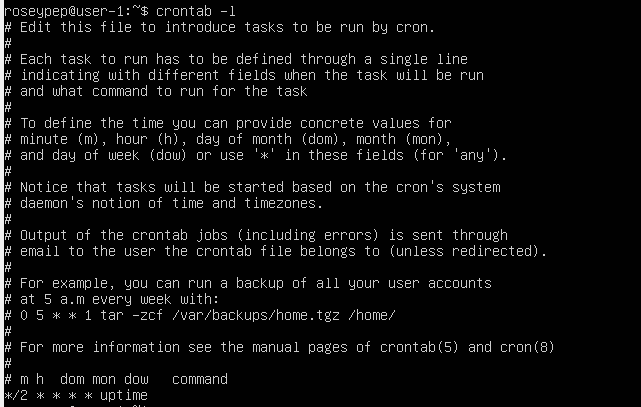 roseypep@user-1:~$ crontab -l
# Edit this file to introduce tasks to be run by cron.
#
# Each task to run has to be defined through a single line
# indicating with different fields when the task will be run
# and what command to run for the task
#
# To define the time you can provide concrete values for
# minute (m), hour (h), day of month (dom), month (mon),
# and day of week (dow) or use '*' in these fields (for 'any').
#
# Notice that tasks will be started based on the cron's system
# daemon's notion of time and timezones.
#
# Output of the crontab jobs (including errors) is sent through
# email to the user the crontab file belongs to (unless redirected).
#
# For example, you can run a backup of all your user accounts
# at 5 a.m every week with:
# 0 5 * * 1 tar -zcf /var/backups/home.tgz /home/
#
# For more information see the manual pages of crontab(5) and cron(8)
#
# m h  dom mon dow   command
*/2 * * * * uptime